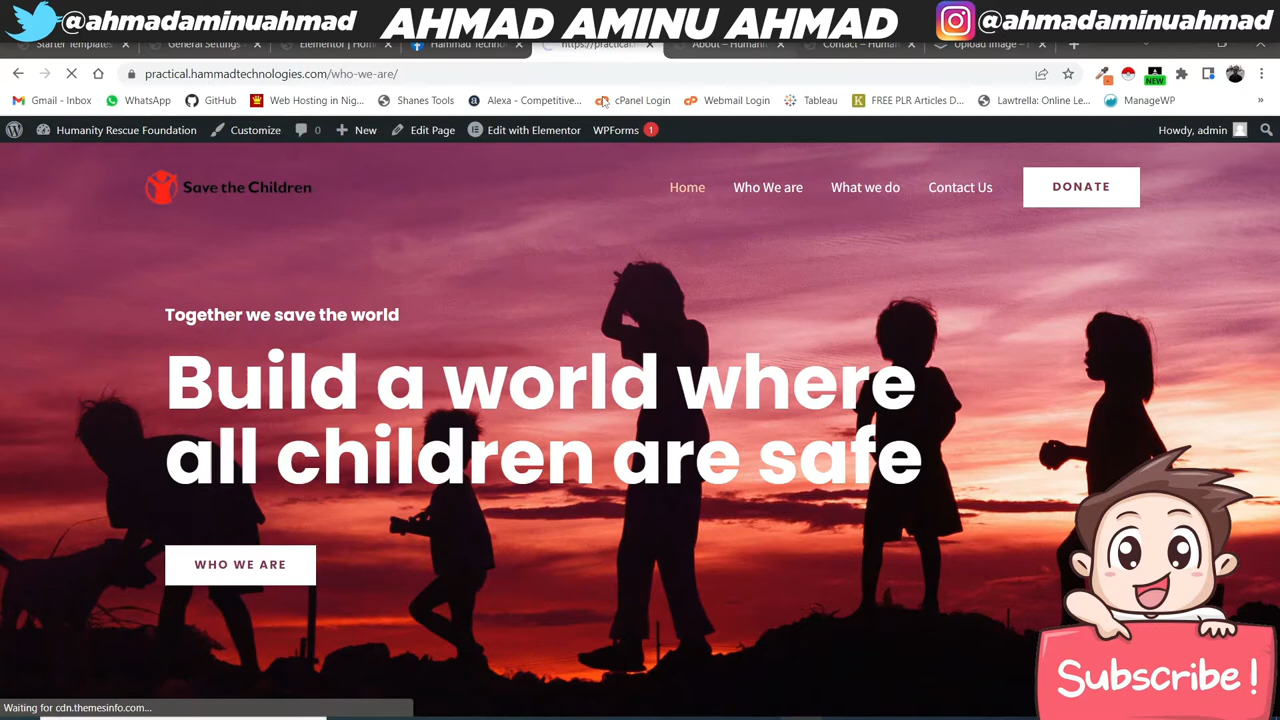 @ahmadaminuahmad AHMAD AMINU AHMAD @ahmadaminuahmad
Starter Templates General Settings Elementor | Hom Hammad Techno https://practical. About – Humanit Contact – Human Upload Image –
practical.hammadtechnologies.com/who-we-are/
Gmail - Inbox WhatsApp GitHub Web Hosting in Nig... Shanes Tools Alexa - Competitive... cPanel Login Webmail Login Tableau FREE PLR Articles D... Lawtrella: Online Le... ManageWP »
Humanity Rescue Foundation Customize 0 New Edit Page Edit with Elementor WPForms 1 Howdy, admin
Save the Children Home Who We are What we do Contact Us DONATE
Together we save the world
Build a world where
all children are safe
WHO WE ARE
Subscribe!
Waiting for cdn.themesinfo.com...